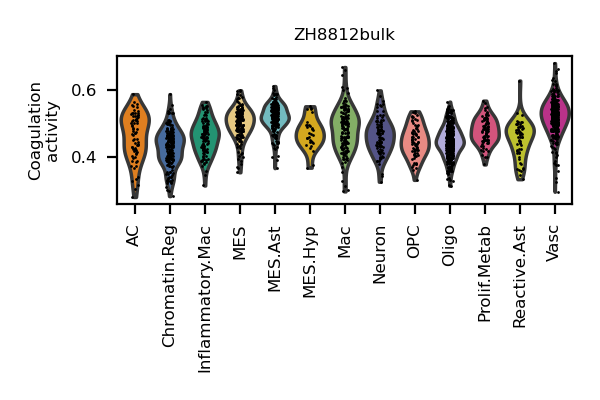 ZH8812bulk
Coagulation
activity
0.6
0.4
AC
Chromatin.Reg
Inflammatory.Mac
MES
MES.Ast
MES.Hyp
Mac
Neuron
OPC
Oligo
Prolif.Metab
Reactive.Ast
Vasc